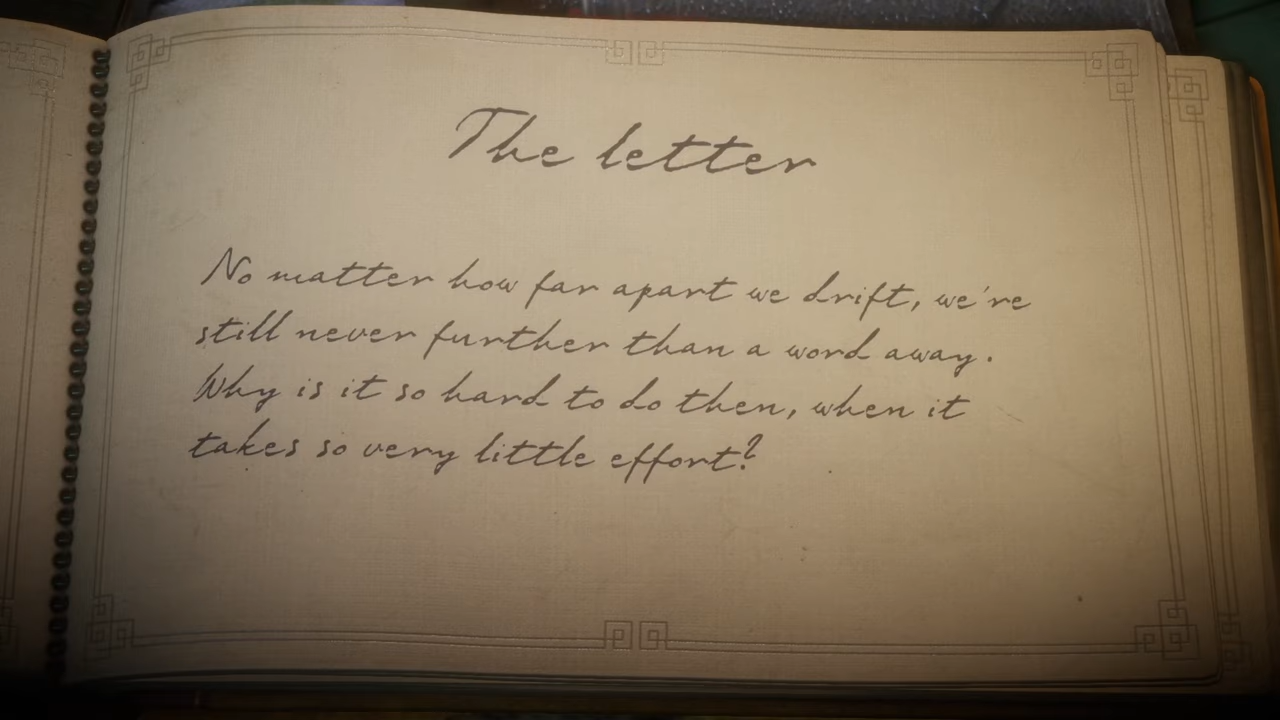 The letter
No matter how far apart we drift, we're
still never further than a word away.
Why is it so hard to do then, when it
takes so very little effort?